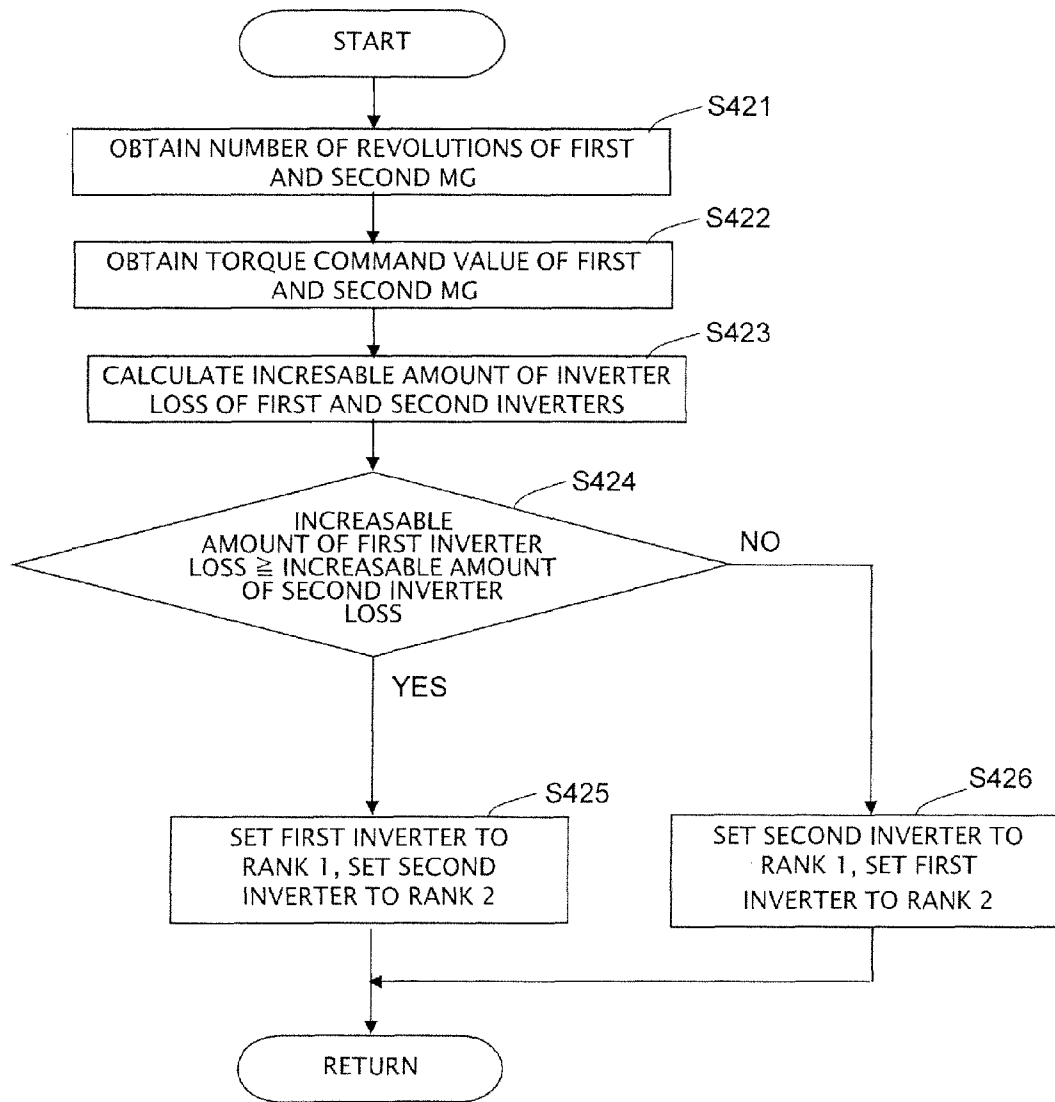 START
S421
OBTAIN NUMBER OF REVOLUTIONS OF FIRST
AND SECOND MG
S422
OBTAIN TORQUE COMMAND VALUE OF FIRST
AND SECOND MG
S423
CALCULATE INCRESABLE AMOUNT OF INVERTER
LOSS OF FIRST AND SECOND INVERTERS
S424
INCREASABLE
AMOUNT OF FIRST INVERTER
LOSS ≧ INCREASABLE AMOUNT
OF SECOND INVERTER
LOSS
NO
YES
S425
SET FIRST INVERTER TO
RANK 1, SET SECOND
INVERTER TO RANK 2
S426
SET SECOND INVERTER TO
RANK 1, SET FIRST
INVERTER TO RANK 2
RETURN